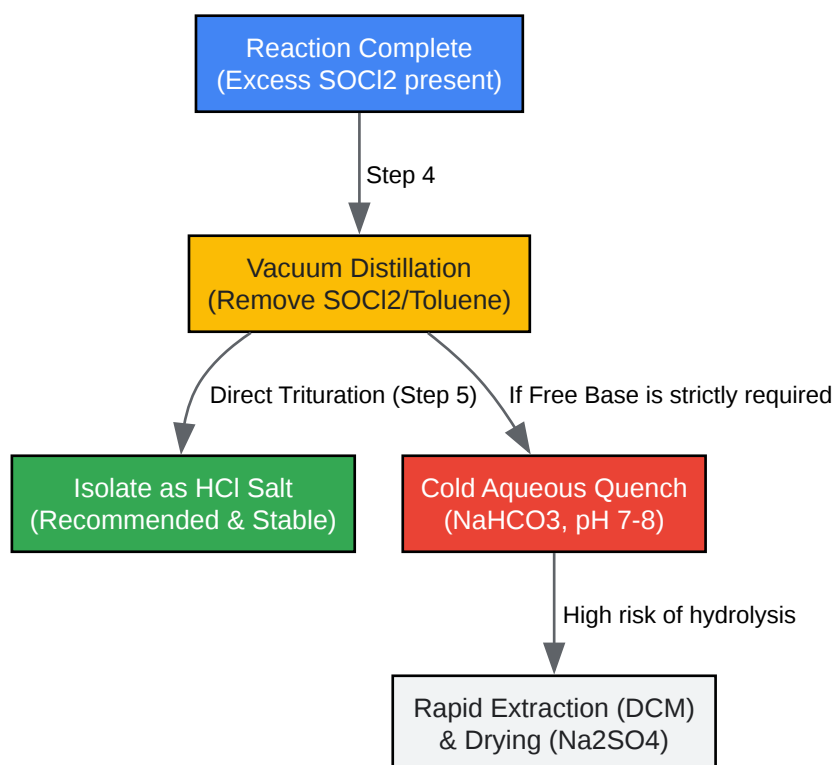 Reaction Complete
(Excess SOCl2 present)
Step 4
Vacuum Distillation
(Remove SOCl2/Toluene)
Direct Trituration (Step 5)
If Free Base is strictly required
Isolate as HCl Salt
(Recommended & Stable)
Cold Aqueous Quench
(NaHCO3, pH 7-8)
High risk of hydrolysis
Rapid Extraction (DCM)
& Drying (Na2SO4)